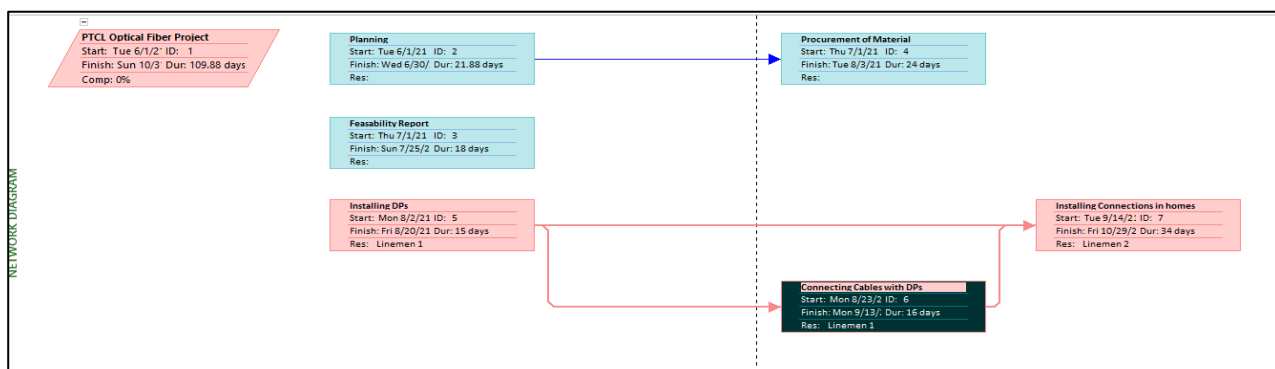 PTCL Optical Fiber Project
Start: Tue 6/1/2 ID: 1
Finish: Sun 10/3 Dur: 109.88 days
Comp: 0%
Planning
Start: Tue 6/1/21 ID: 2
Finish: Wed 6/30/ Dur: 21.88 days
Res:
Procurement of Material
Start: Thu 7/1/21 ID: 4
Finish: Tue 8/3/21 Dur: 24 days
Res:
Feasability Report
Start: Thu 7/1/21 ID: 3
Finish: Sun 7/25/2 Dur: 18 days
Res:
Installing DPs
Start: Mon 8/2/21 ID: 5
Finish: Fri 8/20/21 Dur: 15 days
Res: Linemen 1
Installing Connections in homes
Start: Tue 9/14/2 ID: 7
Finish: Fri 10/29/2 Dur: 34 days
Res: Linemen 2
Connecting Cables with DPs
Start: Mon 8/23/2 ID: 6
Finish: Mon 9/13/ Dur: 16 days
Res: Linemen 1
NETWORK DIAGRAM